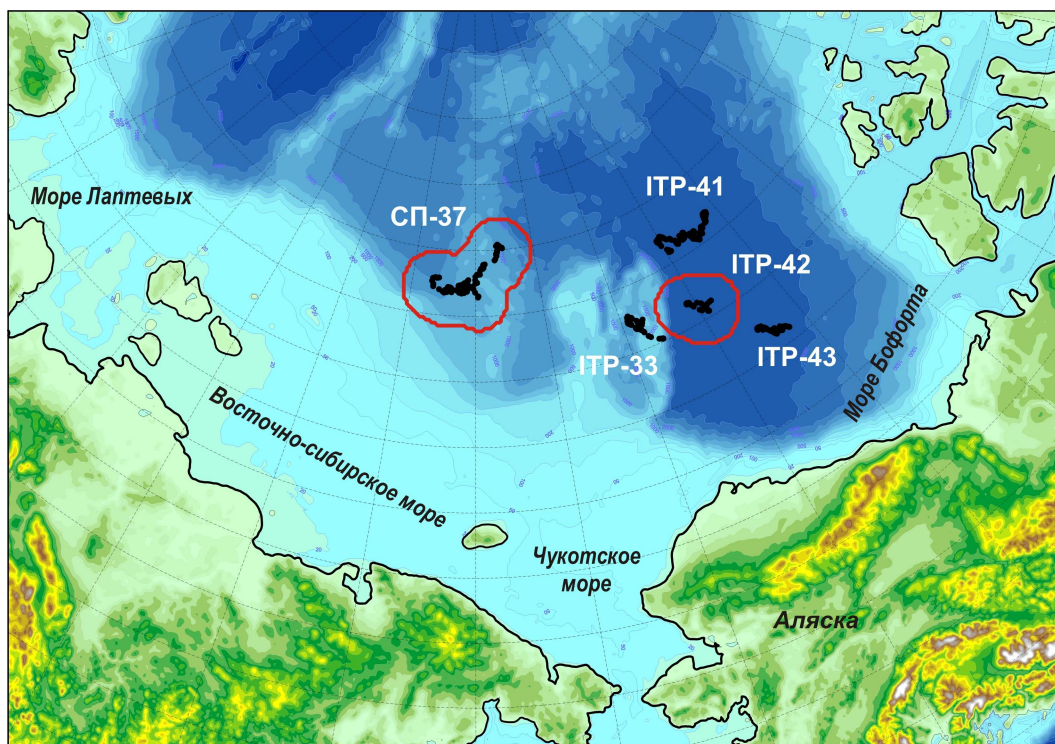 Море Лаптевых
СП-37
ITP-41
ITP-42
ITP-33
ITP-43
Море Бофорта
Восточно-сибирское море
Чукотское
море
Аляска